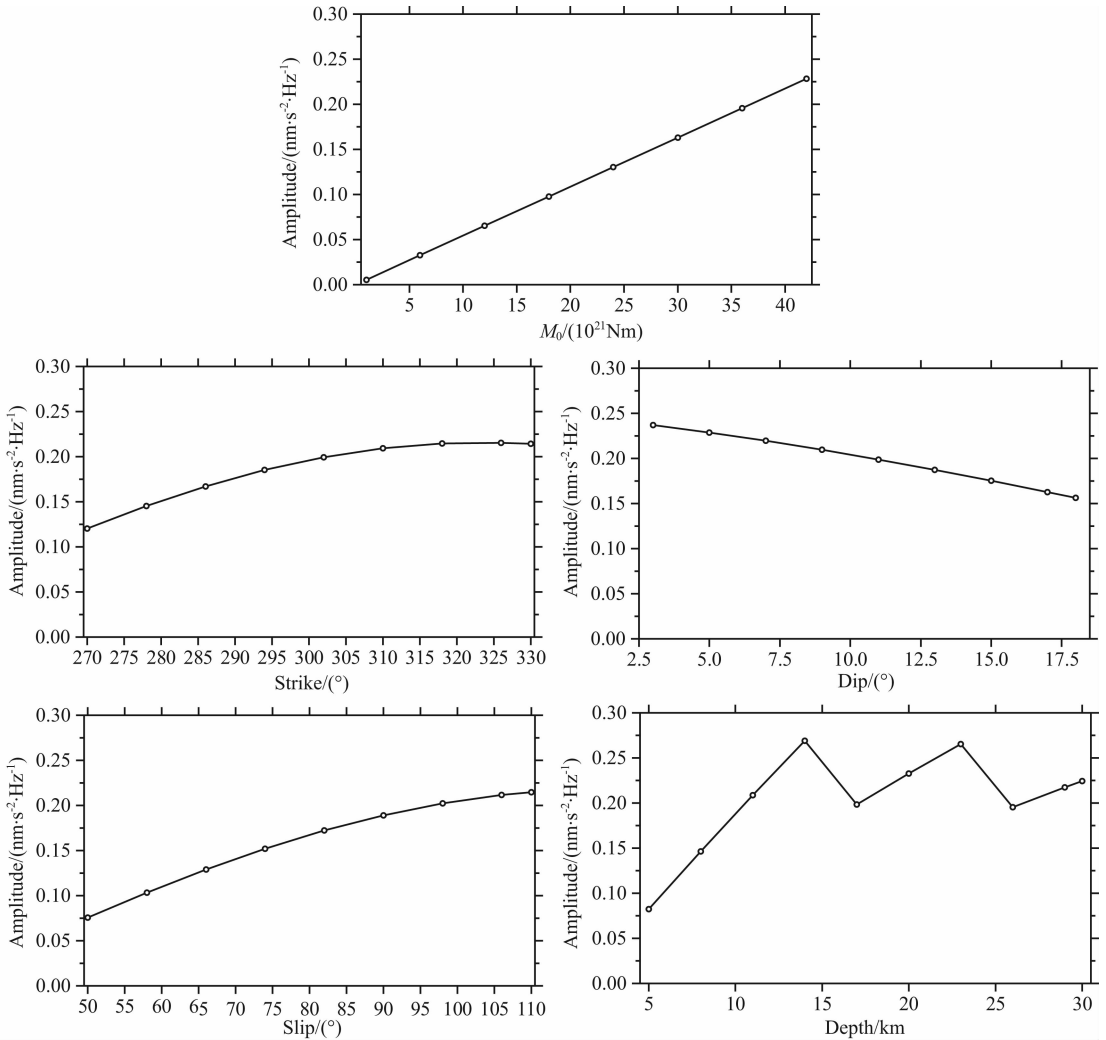 0.30
0.25
0.20
0.15
0.10
0.05
0.00
Amplitude/(nm·s⁻²·Hz⁻¹)
5 10 15 20 25 30 35 40
M₀/(10²¹Nm)
0.30
0.25
0.20
0.15
0.10
0.05
0.00
Amplitude/(nm·s⁻²·Hz⁻¹)
270 275 280 285 290 295 300 305 310 315 320 325 330
Strike/(°)
0.30
0.25
0.20
0.15
0.10
0.05
0.00
Amplitude/(nm·s⁻²·Hz⁻¹)
2.5 5.0 7.5 10.0 12.5 15.0 17.5
Dip/(°)
0.30
0.25
0.20
0.15
0.10
0.05
0.00
Amplitude/(nm·s⁻²·Hz⁻¹)
50 55 60 65 70 75 80 85 90 95 100 105 110
Slip/(°)
0.30
0.25
0.20
0.15
0.10
0.05
0.00
Amplitude/(nm·s⁻²·Hz⁻¹)
5 10 15 20 25 30
Depth/km